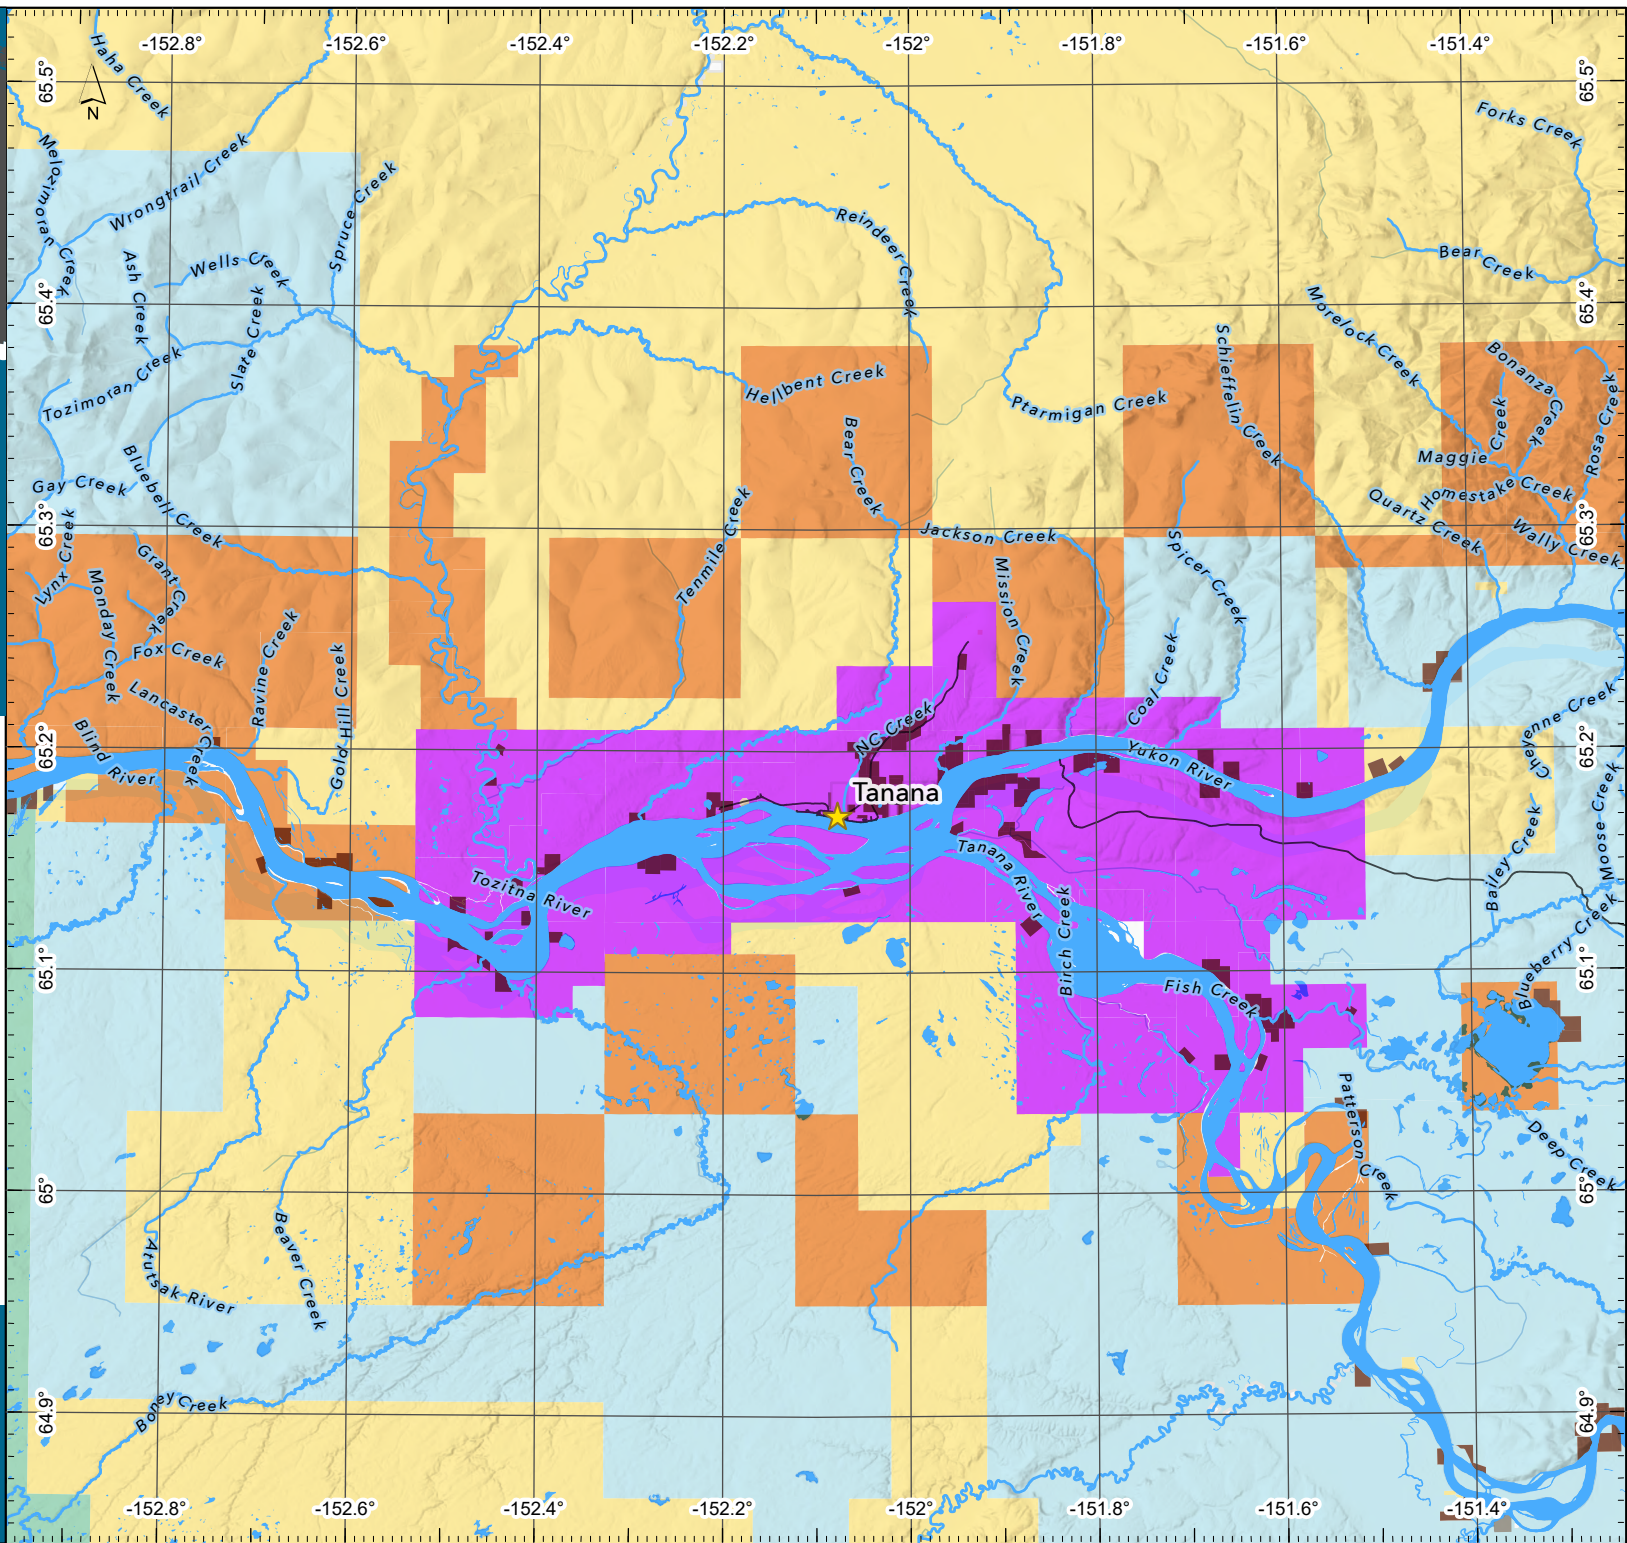 -152.8°
-152.6°
-152.4°
-152.2°
-152°
-151.8°
-151.6°
-151.4°
Haha Creek
65.5°
65.5°
N
Forks Creek
Melozimoran Creek
Wrongtrail Creek
Spruce Creek
Reindeer Creek
Bear Creek
Ash Creek
Wells Creek
65.4°
65.4°
Morelock Creek
Slate Creek
Schieffelin Creek
Tozimoran Creek
Hellbent Creek
Ptarmigan Creek
Bonanza Creek
Creek
Rosa Creek
Bear Creek
Maggie
Gay Creek
Bluebell Creek
Homestake Creek
Quartz Creek
65.3°
65.3°
Lynx Creek
Tenmile Creek
Jackson Creek
Wally Creek
Grant Creek
Monday Creek
Spicer Creek
Mission Creek
Fox Creek
Ravine Creek
Gold Hill Creek
Coal Creek
Lancaster Creek
NC Creek
Cheyenne Creek
65.2°
65.2°
Blind River
Yukon River
Moose Creek
Tanana
Bailey Creek
Tanana River
Tozitna River
Birch Creek
Blueberry Creek
65.1°
65.1°
Fish Creek
Patterson Creek
Deep Creek
65°
65°
Atutsak River
Beaver Creek
Boney Creek
64.9°
64.9°
-152.8°
-152.6°
-152.4°
-152.2°
-152°
-151.8°
-151.6°
-151.4°